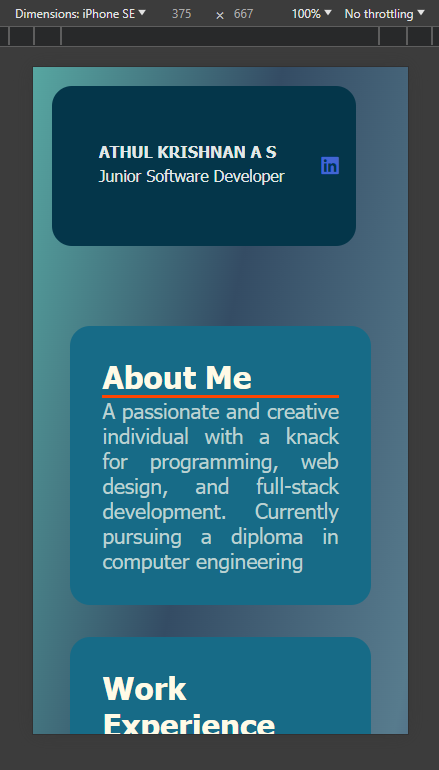 Dimensions: iPhone SE 375 × 667 100% No throttling
ATHUL KRISHNAN A S
Junior Software Developer
in
About Me
A passionate and creative
individual with a knack
for programming, web
design, and full-stack
development. Currently
pursuing a diploma in
computer engineering
Work
Experience